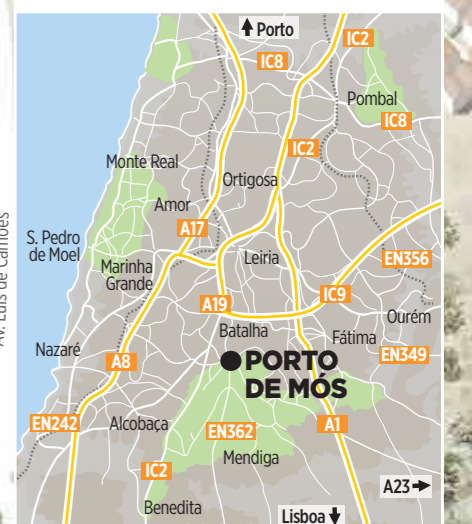 Porto
IC2
IC8
Pombal
IC8
IC2
Monte Real
Ortigosa
Amor
A17
S. Pedro
de Moel
Leiria
Marinha
Grande
EN356
IC9
A19
Ourém
Batalha
Fátima
Nazaré
A8
PORTO
DE MÓS
EN349
EN242
Alcobaça
EN362
A1
Mendiga
IC2
A23
Benedita
Lisboa
Av. Luís de Camões